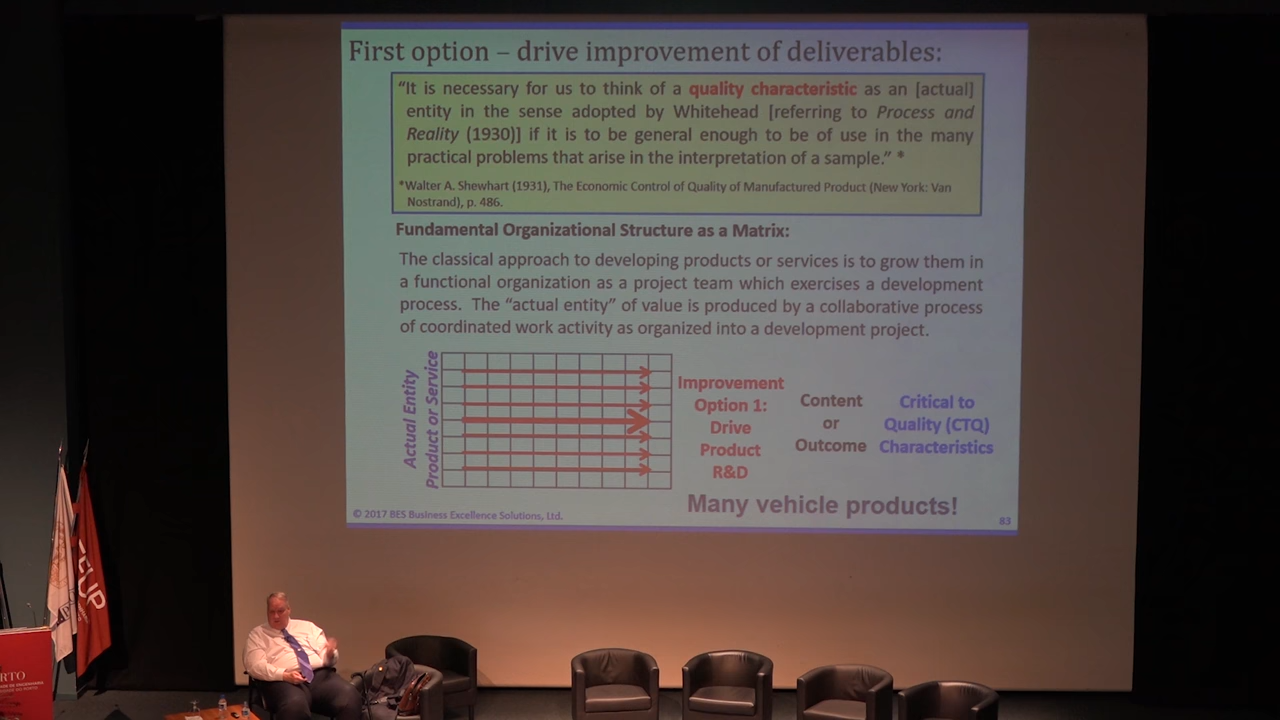 First option – drive improvement of deliverables:
“It is necessary for us to think of a quality characteristic as an [actual]
entity in the sense adopted by Whitehead [referring to Process and
Reality (1930)] if it is to be general enough to be of use in the many
practical problems that arise in the interpretation of a sample.” *
*Walter A. Shewhart (1931), The Economic Control of Quality of Manufactured Product (New York: Van
Nostrand), p. 486.
Fundamental Organizational Structure as a Matrix:
The classical approach to developing products or services is to grow them in
a functional organization as a project team which exercises a development
process. The “actual entity” of value is produced by a collaborative process
of coordinated work activity as organized into a development project.
Actual Entity
Product or Service
Improvement
Option 1:
Drive
Product
R&D
Content
or
Outcome
Critical to
Quality (CTQ)
Characteristics
Many vehicle products!
© 2017 BES Business Excellence Solutions, Ltd.
83
FEUP
RTO